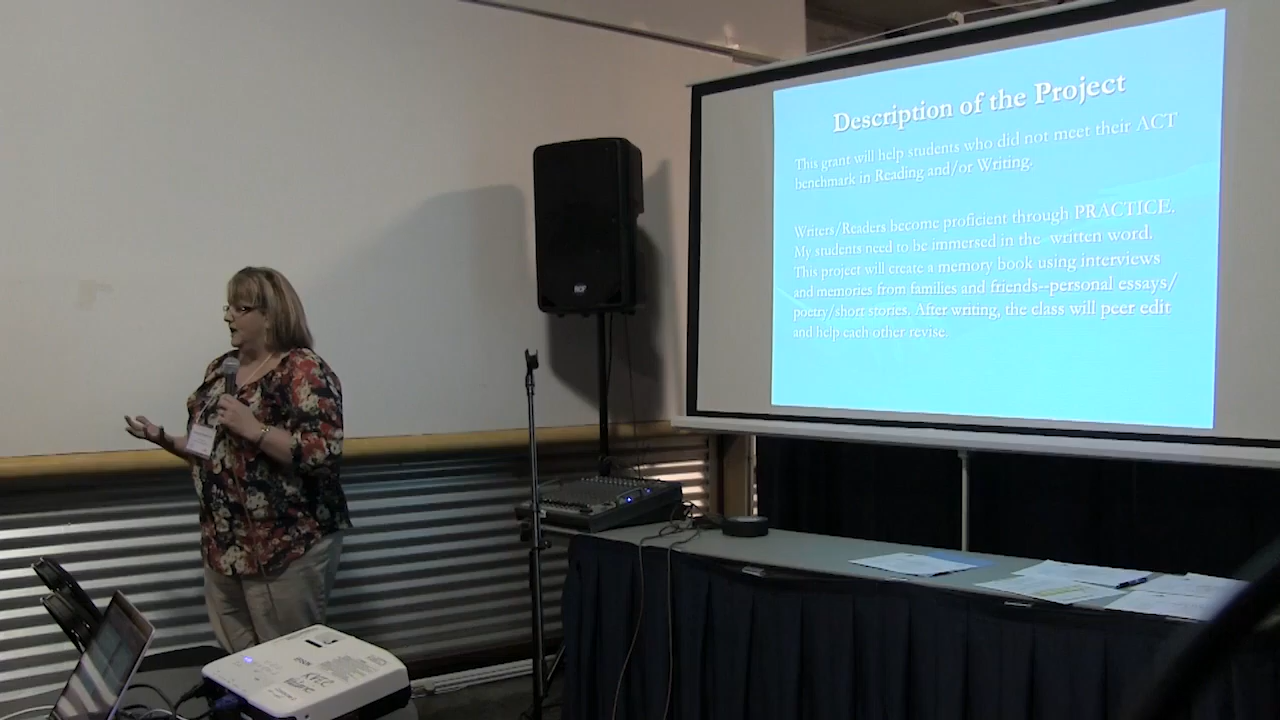 Description of the Project
This grant will help students who did not meet their ACT
benchmark in Reading and/or Writing.
Writers/Readers become proficient through PRACTICE.
My students need to be immersed in the written word.
This project will create a memory book using interviews
and memories from families and friends--personal essays/
poetry/short stories. After writing, the class will peer edit
and help each other revise.
RCF
EPSON
KVEC